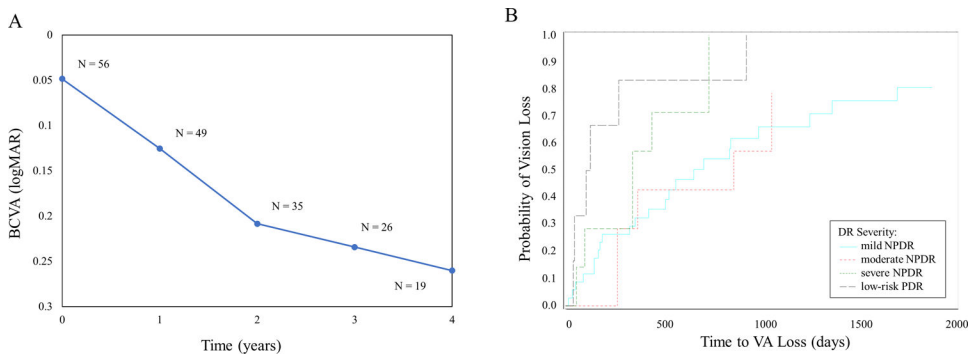 A
0
0.05
0.1
0.15
0.2
0.25
0.3
BCVA (logMAR)
N = 56
N = 49
N = 35
N = 26
N = 19
0 1 2 3 4
Time (years)
B
1.0
0.9
0.8
0.7
0.6
0.5
0.4
0.3
0.2
0.1
0.0
Probability of Vision Loss
DR Severity:
mild NPDR
moderate NPDR
severe NPDR
low-risk PDR
0 500 1000 1500 2000
Time to VA Loss (days)